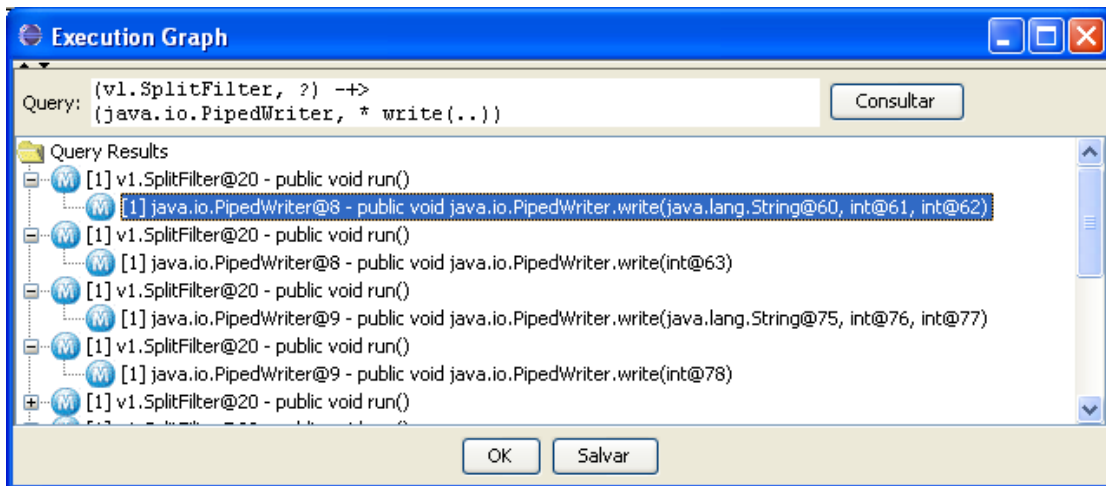 Execution Graph
Query: (v1.SplitFilter, ?) -+>
(java.io.PipedWriter, * write(..))
Consultar
Query Results
[1] v1.SplitFilter@20 - public void run()
[1] java.io.PipedWriter@8 - public void java.io.PipedWriter.write(java.lang.String@60, int@61, int@62)
[1] v1.SplitFilter@20 - public void run()
[1] java.io.PipedWriter@8 - public void java.io.PipedWriter.write(int@63)
[1] v1.SplitFilter@20 - public void run()
[1] java.io.PipedWriter@9 - public void java.io.PipedWriter.write(java.lang.String@75, int@76, int@77)
[1] v1.SplitFilter@20 - public void run()
[1] java.io.PipedWriter@9 - public void java.io.PipedWriter.write(int@78)
[1] v1.SplitFilter@20 - public void run()
OK
Salvar